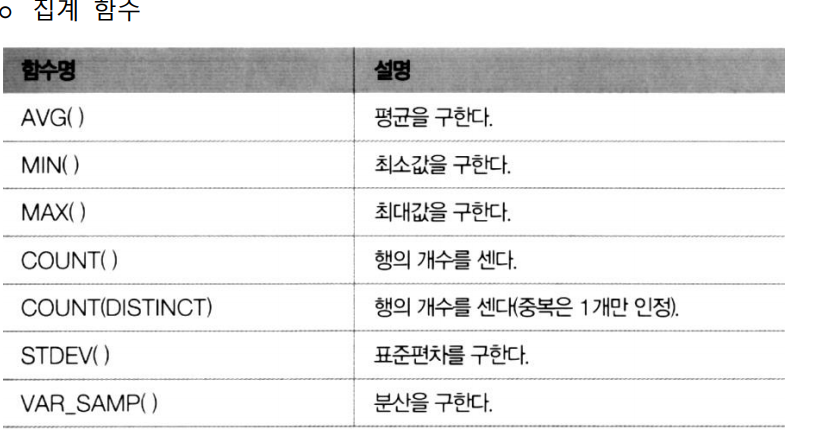 ○ 집계 함수
함수명 설명
AVG( ) 평균을 구한다.
MIN( ) 최소값을 구한다.
MAX( ) 최대값을 구한다.
COUNT( ) 행의 개수를 센다.
COUNT(DISTINCT) 행의 개수를 센다(중복은 1개만 인정).
STDEV( ) 표준편차를 구한다.
VAR_SAMP( ) 분산을 구한다.